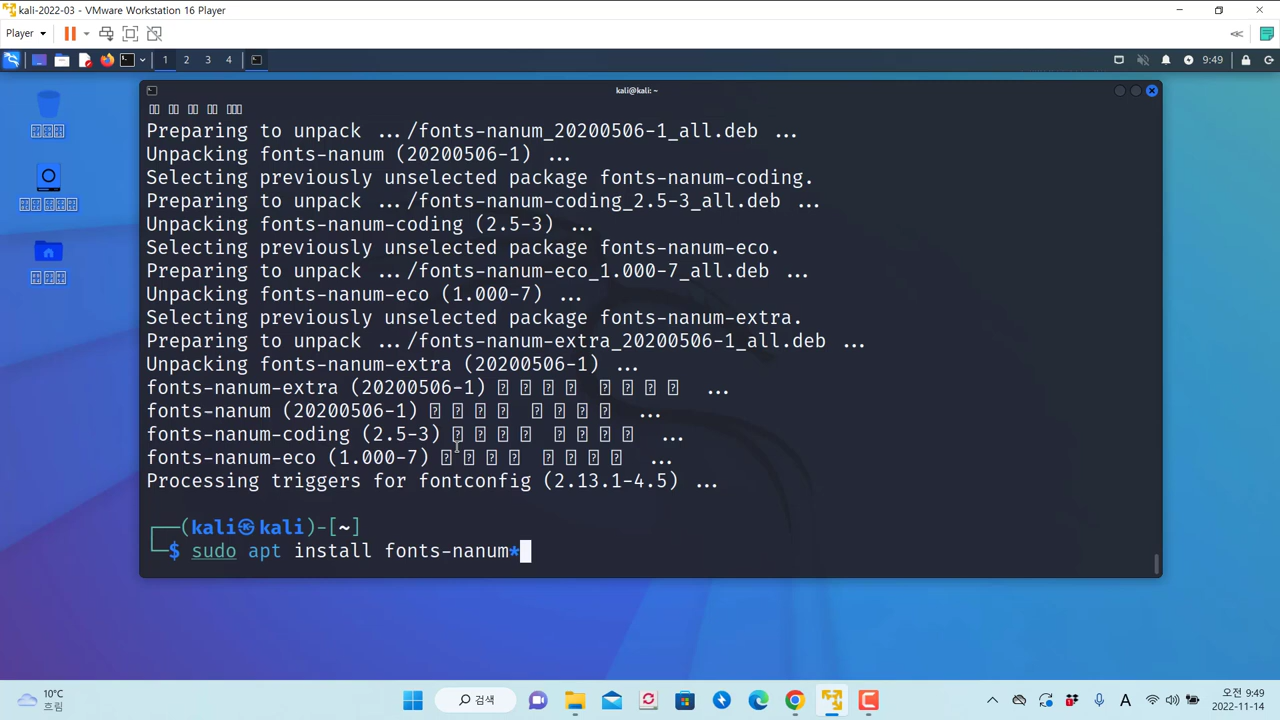 kali-2022-03 - VMware Workstation 16 Player
Player
1 2 3 4
9:49
kali@kali: ~
Preparing to unpack .../fonts-nanum_20200506-1_all.deb ...
Unpacking fonts-nanum (20200506-1) ...
Selecting previously unselected package fonts-nanum-coding.
Preparing to unpack .../fonts-nanum-coding_2.5-3_all.deb ...
Unpacking fonts-nanum-coding (2.5-3) ...
Selecting previously unselected package fonts-nanum-eco.
Preparing to unpack .../fonts-nanum-eco_1.000-7_all.deb ...
Unpacking fonts-nanum-eco (1.000-7) ...
Selecting previously unselected package fonts-nanum-extra.
Preparing to unpack .../fonts-nanum-extra_20200506-1_all.deb ...
Unpacking fonts-nanum-extra (20200506-1) ...
fonts-nanum-extra (20200506-1) ...
fonts-nanum (20200506-1) ...
fonts-nanum-coding (2.5-3) ...
fonts-nanum-eco (1.000-7) ...
Processing triggers for fontconfig (2.13.1-4.5) ...
┌──(kali㉿kali)-[~]
└─$ sudo apt install fonts-nanum*
10°C
흐림
검색
A
오전 9:49
2022-11-14